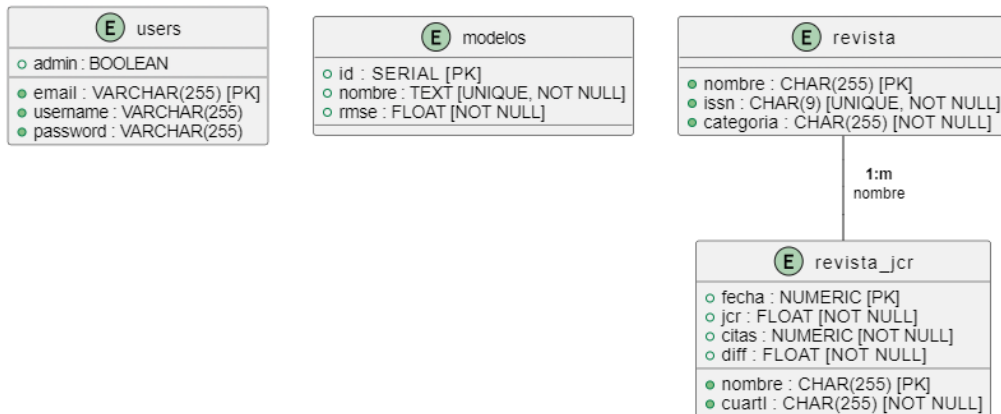 E users
admin : BOOLEAN
email : VARCHAR(255) [PK]
username : VARCHAR(255)
password : VARCHAR(255)
E modelos
id : SERIAL [PK]
nombre : TEXT [UNIQUE, NOT NULL]
rmse : FLOAT [NOT NULL]
E revista
nombre : CHAR(255) [PK]
issn : CHAR(9) [UNIQUE, NOT NULL]
categoria : CHAR(255) [NOT NULL]
1:m
nombre
E revista_jcr
fecha : NUMERIC [PK]
jcr : FLOAT [NOT NULL]
citas : NUMERIC [NOT NULL]
diff : FLOAT [NOT NULL]
nombre : CHAR(255) [PK]
cuartl : CHAR(255) [NOT NULL]